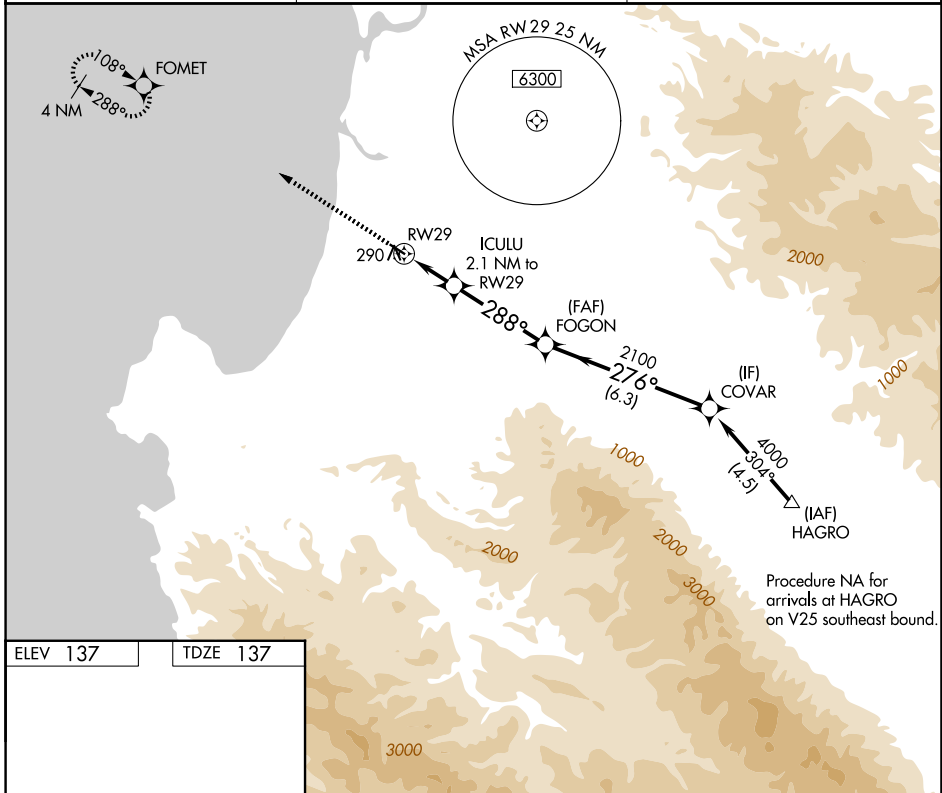 MSA RW29 25 NM
6300
108°
FOMET
4 NM
288°
RW29
290
ICULU
2.1 NM to
RW29
288°
(FAF)
FOGON
2100
276°
(6.3)
(IF)
COVAR
4000
304°
(4.5)
(IAF)
HAGRO
2000
1000
1000
2000
2000
3000
3000
Procedure NA for
arrivals at HAGRO
on V25 southeast bound.
ELEV 137
TDZE 137